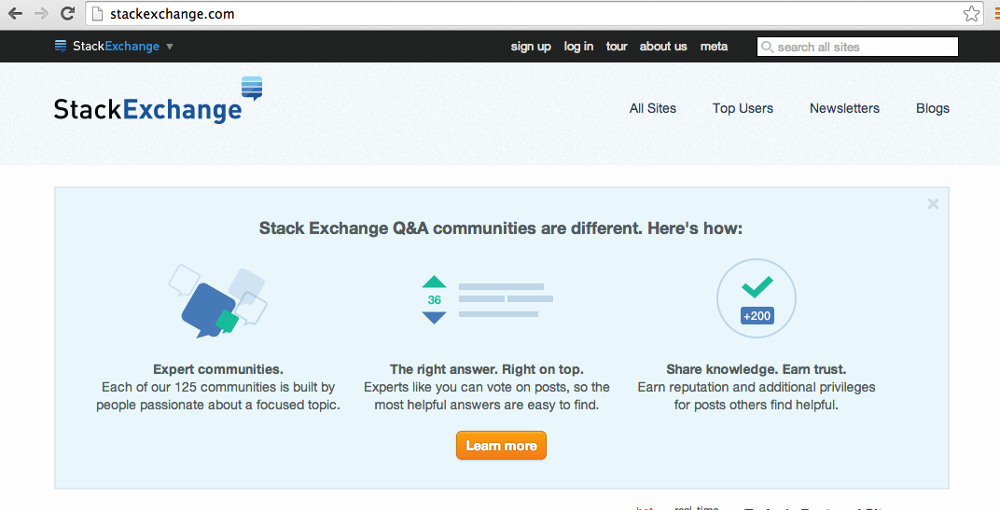 stackexchange.com
StackExchange sign up log in tour about us meta search all sites
StackExchange
All Sites Top Users Newsletters Blogs
Stack Exchange Q&A communities are different. Here's how:
36
+200
Expert communities.
Each of our 125 communities is built by
people passionate about a focused topic.
The right answer. Right on top.
Experts like you can vote on posts, so the
most helpful answers are easy to find.
Share knowledge. Earn trust.
Earn reputation and additional privileges
for posts others find helpful.
Learn more